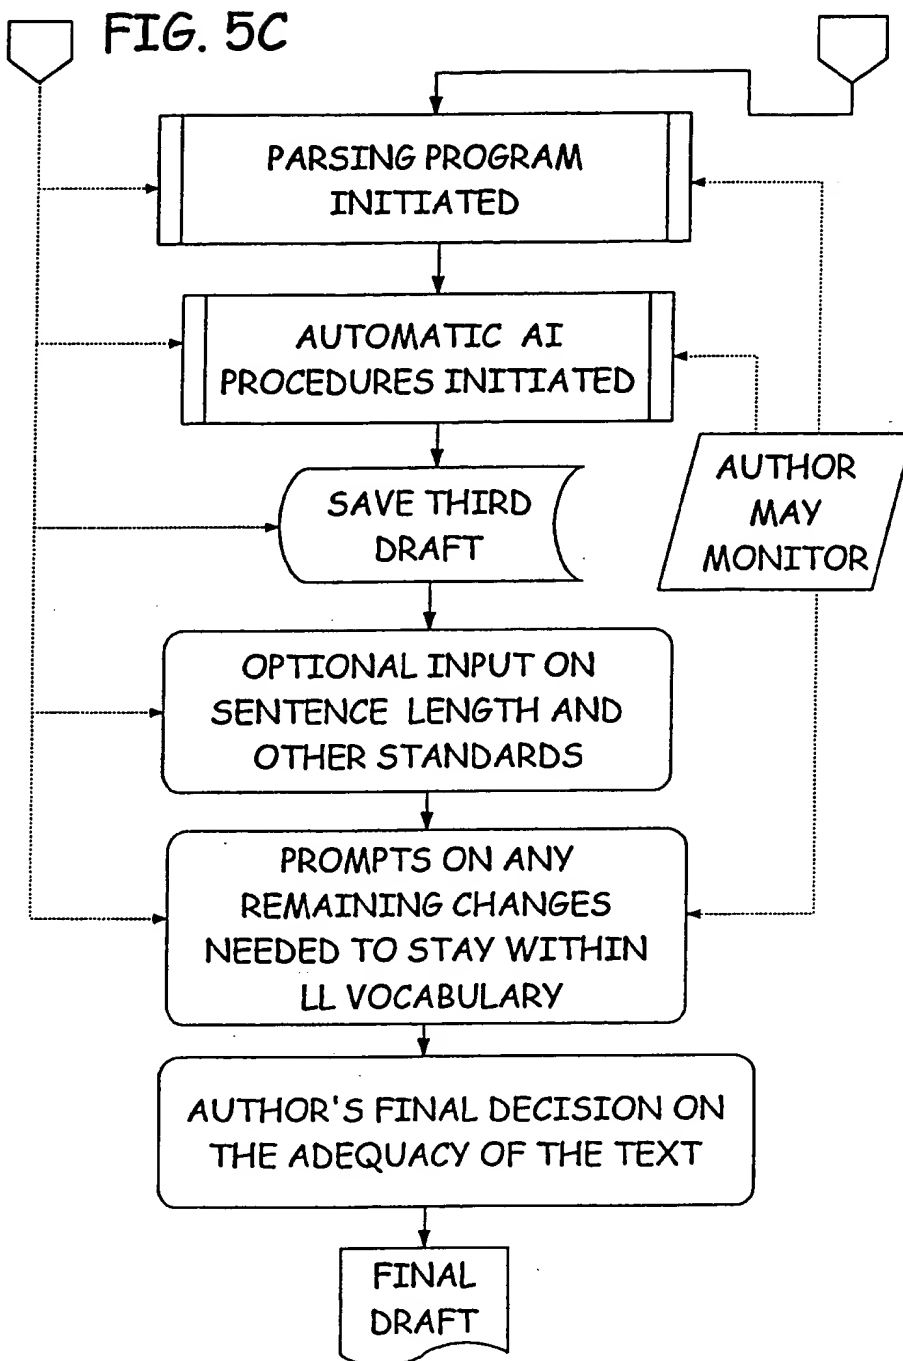 FIG. 5C
PARSING PROGRAM
INITIATED
AUTOMATIC AI
PROCEDURES INITIATED
SAVE THIRD
DRAFT
AUTHOR
MAY
MONITOR
OPTIONAL INPUT ON
SENTENCE LENGTH AND
OTHER STANDARDS
PROMPTS ON ANY
REMAINING CHANGES
NEEDED TO STAY WITHIN
LL VOCABULARY
AUTHOR'S FINAL DECISION ON
THE ADEQUACY OF THE TEXT
FINAL
DRAFT